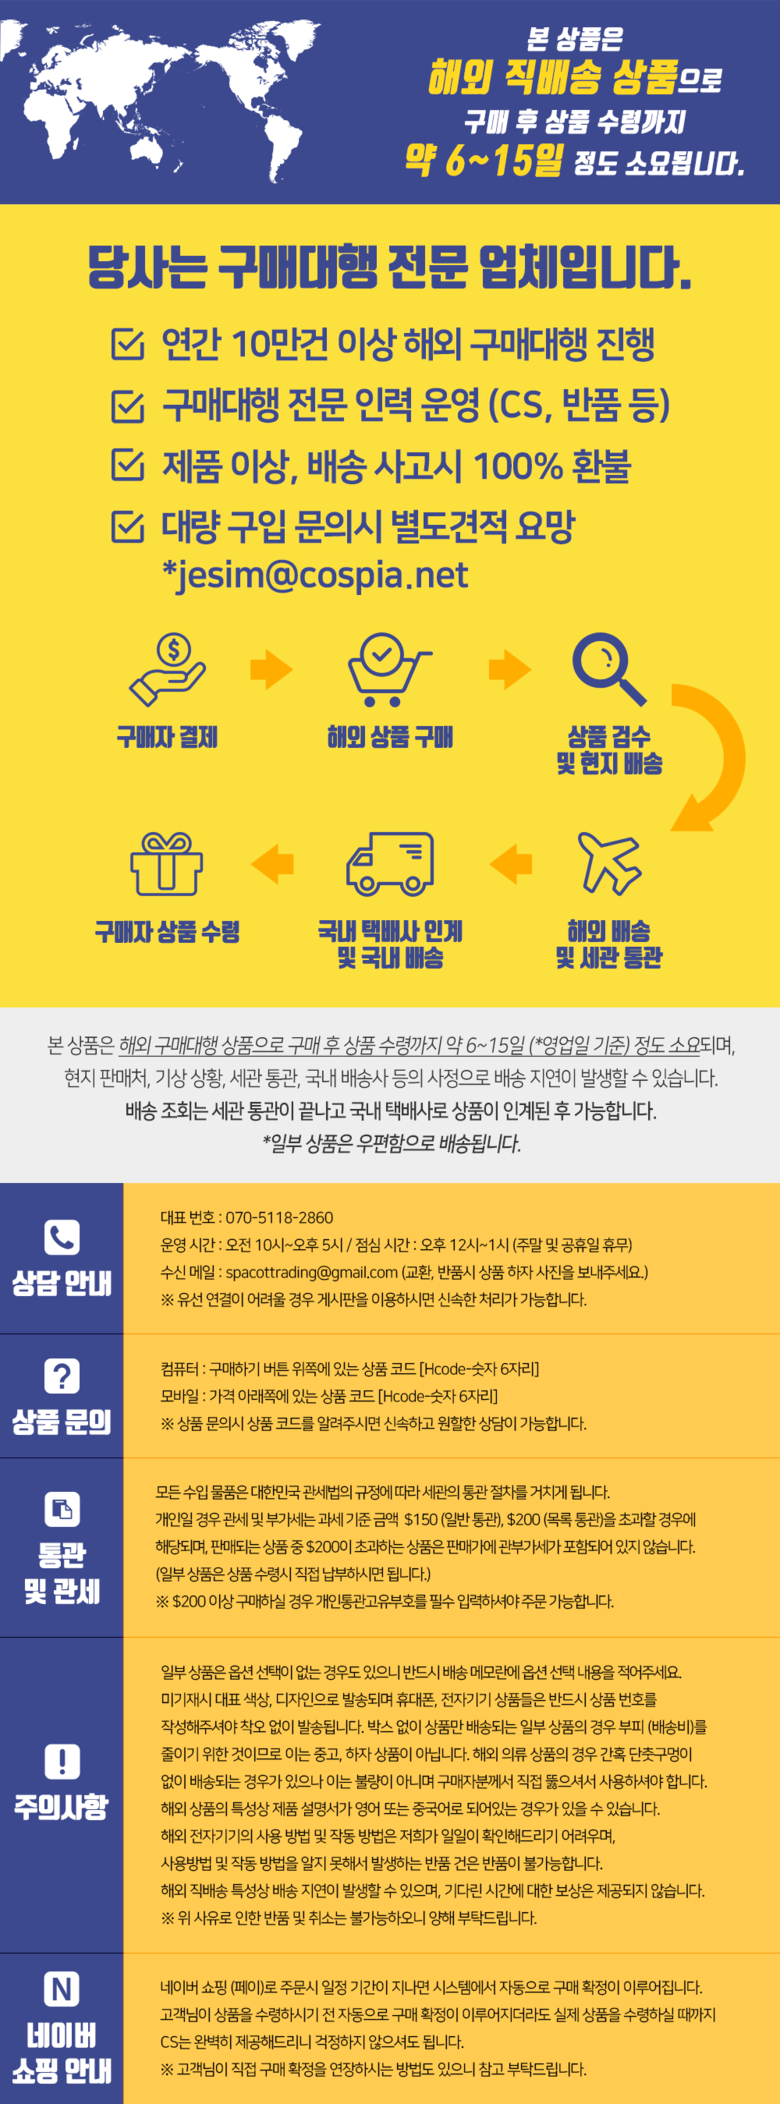 본 상품은
해외 직배송 상품으로
구매 후 상품 수령까지
약 6~15일 정도 소요됩니다.
당사는 구매대행 전문 업체입니다.
연간 10만건 이상 해외 구매대행 진행
구매대행 전문 인력 운영 (CS, 반품 등)
제품 이상, 배송 사고시 100% 환불
대량 구입 문의시 별도견적 요망
*jesim@cospia.net
$
구매자 결제
해외 상품 구매
상품 검수
및 현지 배송
구매자 상품 수령
국내 택배사 인계
및 국내 배송
해외 배송
및 세관 통관
본 상품은 해외 구매대행 상품으로 구매 후 상품 수령까지 약 6~15일 (*영업일 기준) 정도 소요되며,
현지 판매처, 기상 상황, 세관 통관, 국내 배송사 등의 사정으로 배송 지연이 발생할 수 있습니다.
배송 조회는 세관 통관이 끝나고 국내 택배사로 상품이 인계된 후 가능합니다.
*일부 상품은 우편함으로 배송됩니다.
상담 안내
대표 번호 : 070-5118-2860
운영 시간 : 오전 10시~오후 5시 / 점심 시간 : 오후 12시~1시 (주말 및 공휴일 휴무)
수신 메일 : spacottrading@gmail.com (교환, 반품시 상품 하자 사진을 보내주세요.)
※ 유선 연결이 어려울 경우 게시판을 이용하시면 신속한 처리가 가능합니다.
?
상품 문의
컴퓨터 : 구매하기 버튼 위쪽에 있는 상품 코드 [Hcode-숫자 6자리]
모바일 : 가격 아래쪽에 있는 상품 코드 [Hcode-숫자 6자리]
※ 상품 문의시 상품 코드를 알려주시면 신속하고 원할한 상담이 가능합니다.
통관
및 관세
모든 수입 물품은 대한민국 관세법의 규정에 따라 세관의 통관 절차를 거치게 됩니다.
개인일 경우 관세 및 부가세는 과세 기준 금액 $150 (일반 통관), $200 (목록 통관)을 초과할 경우에
해당되며, 판매되는 상품 중 $200이 초과하는 상품은 판매가에 관부가세가 포함되어 있지 않습니다.
(일부 상품은 상품 수령시 직접 납부하시면 됩니다.)
※ $200 이상 구매하실 경우 개인통관고유부호를 필수 입력하셔야 주문 가능합니다.
!
주의사항
일부 상품은 옵션 선택이 없는 경우도 있으니 반드시 배송 메모란에 옵션 선택 내용을 적어주세요.
미기재시 대표 색상, 디자인으로 발송되며 휴대폰, 전자기기 상품들은 반드시 상품 번호를
작성해주셔야 착오 없이 발송됩니다. 박스 없이 상품만 배송되는 일부 상품의 경우 부피 (배송비)를
줄이기 위한 것이므로 이는 중고, 하자 상품이 아닙니다. 해외 의류 상품의 경우 간혹 단춧구멍이
없이 배송되는 경우가 있으나 이는 불량이 아니며 구매자분께서 직접 뚫으셔서 사용하셔야 합니다.
해외 상품의 특성상 제품 설명서가 영어 또는 중국어로 되어있는 경우가 있을 수 있습니다.
해외 전자기기의 사용 방법 및 작동 방법은 저희가 일일이 확인해드리기 어려우며,
사용방법 및 작동 방법을 알지 못해서 발생하는 반품 건은 반품이 불가능합니다.
해외 직배송 특성상 배송 지연이 발생할 수 있으며, 기다린 시간에 대한 보상은 제공되지 않습니다.
※ 위 사유로 인한 반품 및 취소는 불가능하오니 양해 부탁드립니다.
N
네이버
쇼핑 안내
네이버 쇼핑 (페이)로 주문시 일정 기간이 지나면 시스템에서 자동으로 구매 확정이 이루어집니다.
고객님이 상품을 수령하시기 전 자동으로 구매 확정이 이루어지더라도 실제 상품을 수령하실 때까지
CS는 완벽히 제공해드리니 걱정하지 않으셔도 됩니다.
※ 고객님이 직접 구매 확정을 연장하시는 방법도 있으니 참고 부탁드립니다.